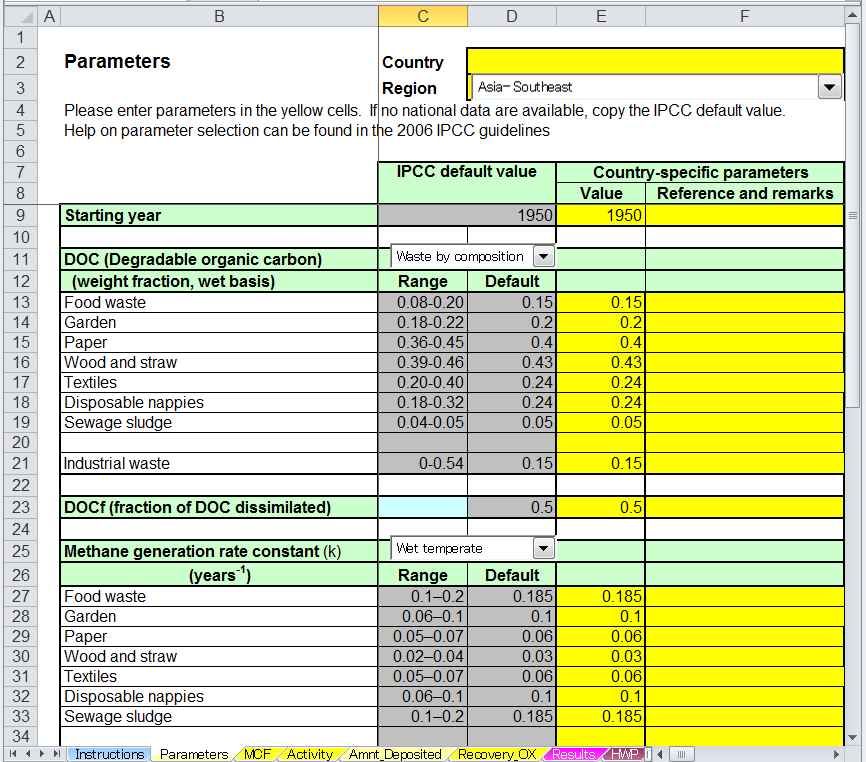 A B C D E F
1
2 Parameters Country
3 Region Asia- Southeast
4 Please enter parameters in the yellow cells. If no national data are available, copy the IPCC default value.
5 Help on parameter selection can be found in the 2006 IPCC guidelines
6
7 IPCC default value Country-specific parameters
8 Value Reference and remarks
9 Starting year 1950 1950
10
11 DOC (Degradable organic carbon) Waste by composition
12 (weight fraction, wet basis) Range Default
13 Food waste 0.08-0.20 0.15 0.15
14 Garden 0.18-0.22 0.2 0.2
15 Paper 0.36-0.45 0.4 0.4
16 Wood and straw 0.39-0.46 0.43 0.43
17 Textiles 0.20-0.40 0.24 0.24
18 Disposable nappies 0.18-0.32 0.24 0.24
19 Sewage sludge 0.04-0.05 0.05 0.05
20
21 Industrial waste 0-0.54 0.15 0.15
22
23 DOCf (fraction of DOC dissimilated) 0.5 0.5
24
25 Methane generation rate constant (k) Wet temperate
26 (years⁻¹) Range Default
27 Food waste 0.1–0.2 0.185 0.185
28 Garden 0.06–0.1 0.1 0.1
29 Paper 0.05–0.07 0.06 0.06
30 Wood and straw 0.02–0.04 0.03 0.03
31 Textiles 0.05–0.07 0.06 0.06
32 Disposable nappies 0.06–0.1 0.1 0.1
33 Sewage sludge 0.1–0.2 0.185 0.185
34
Instructions Parameters MCF Activity Amnt_Deposited Recovery_OX Results HWP